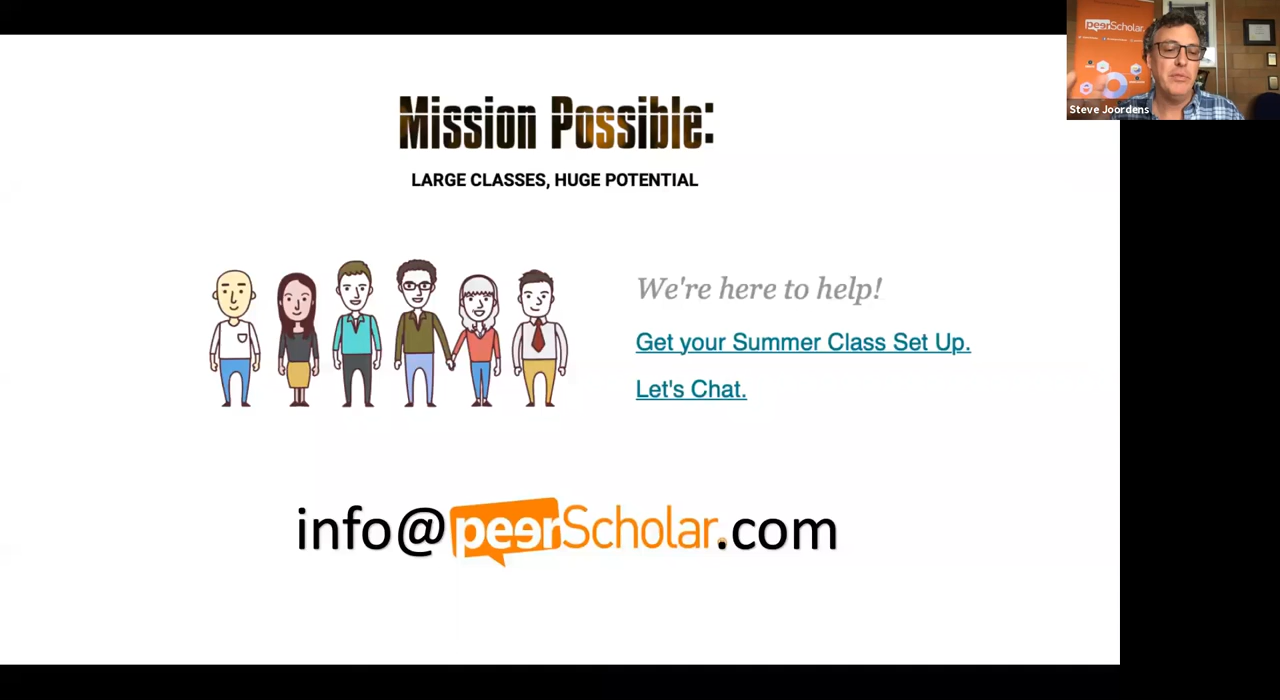 Mission Possible:
LARGE CLASSES, HUGE POTENTIAL
We're here to help!
Get your Summer Class Set Up.
Let's Chat.
info@peerScholar.com
peerScholar
Steve Joordens